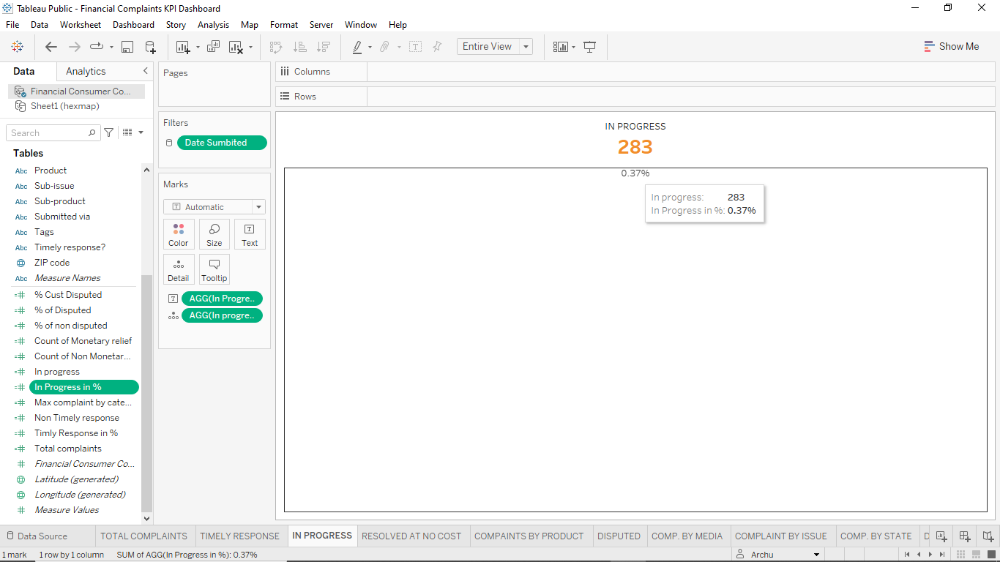 Tableau Public - Financial Complaints KPI Dashboard
File Data Worksheet Dashboard Story Analysis Map Format Server Window Help
Entire View
Show Me
Data Analytics
Financial Consumer Co...
Sheet1 (hexmap)
Search
Tables
Abc Product
Abc Sub-issue
Abc Sub-product
Abc Submitted via
Abc Tags
Abc Timely response?
ZIP code
Abc Measure Names
=# % Cust Disputed
=# % of Disputed
=# % of non disputed
=# Count of Monetary relief
=# Count of Non Monetar...
=# In progress
=# In Progress in %
=# Max complaint by cate...
=# Non Timely response
=# Timly Response in %
=# Total complaints
# Financial Consumer Co...
Latitude (generated)
Longitude (generated)
# Measure Values
Pages
Filters
Date Sumbited
Marks
T Automatic
Color Size T Text
Detail Tooltip
T AGG(In Progre..
AGG(In progre..
Columns
Rows
IN PROGRESS
283
0.37%
In progress: 283
In Progress in %: 0.37%
Data Source TOTAL COMPLAINTS TIMELY RESPONSE IN PROGRESS RESOLVED AT NO COST COMPAINTS BY PRODUCT DISPUTED COMP. BY MEDIA COMPLAINT BY ISSUE COMP. BY STATE D
1 mark 1 row by 1 column SUM of AGG(In Progress in %): 0.37% Archu